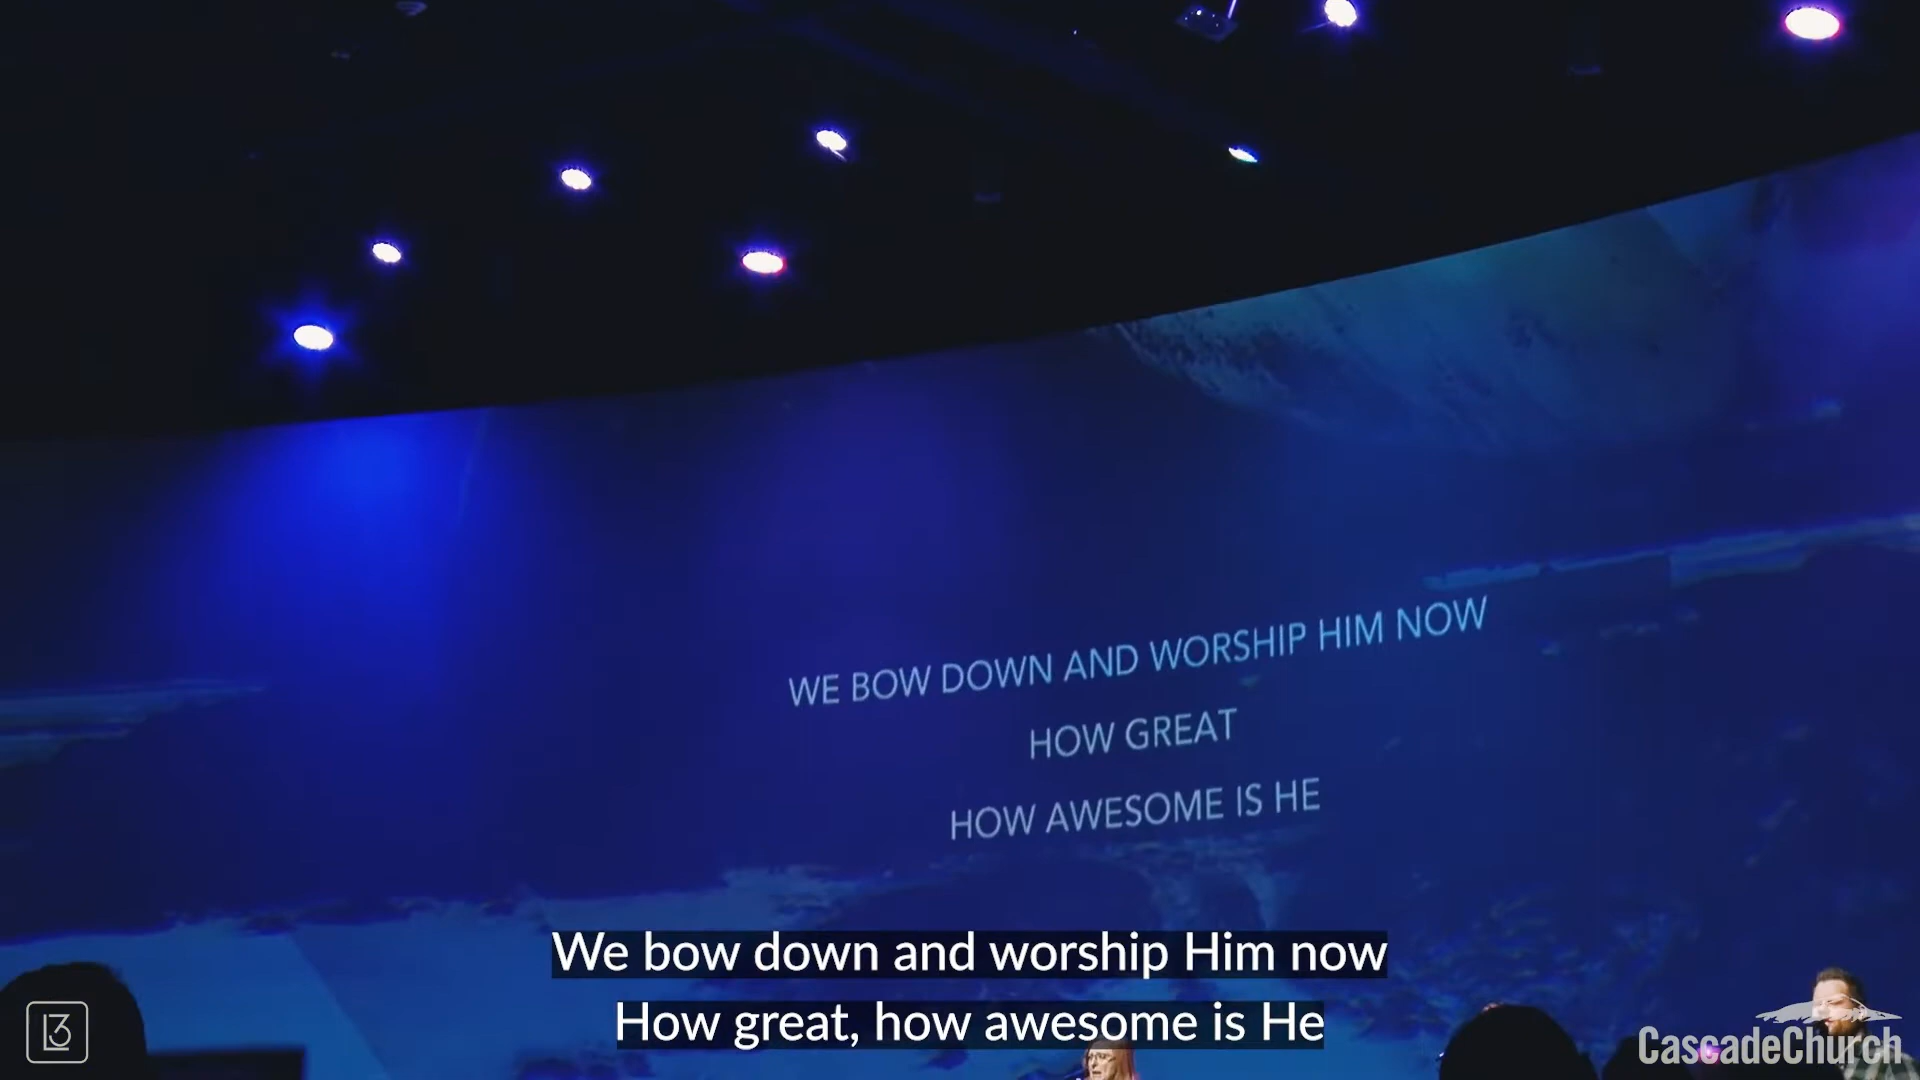 WE BOW DOWN AND WORSHIP HIM NOW
HOW GREAT
HOW AWESOME IS HE
We bow down and worship Him now
How great, how awesome is He
L3
CascadeChurch